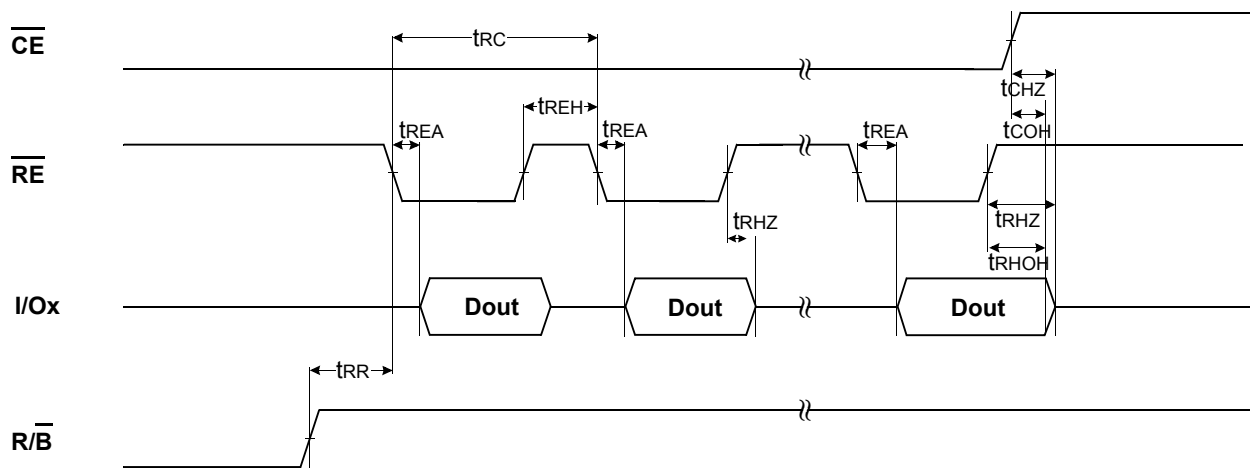 CE
tRC
tCHZ
tREH
tREA
tREA
tREA
tCOH
RE
tRHZ
tRHZ
tRHOH
I/Ox
Dout
Dout
Dout
tRR
R/B